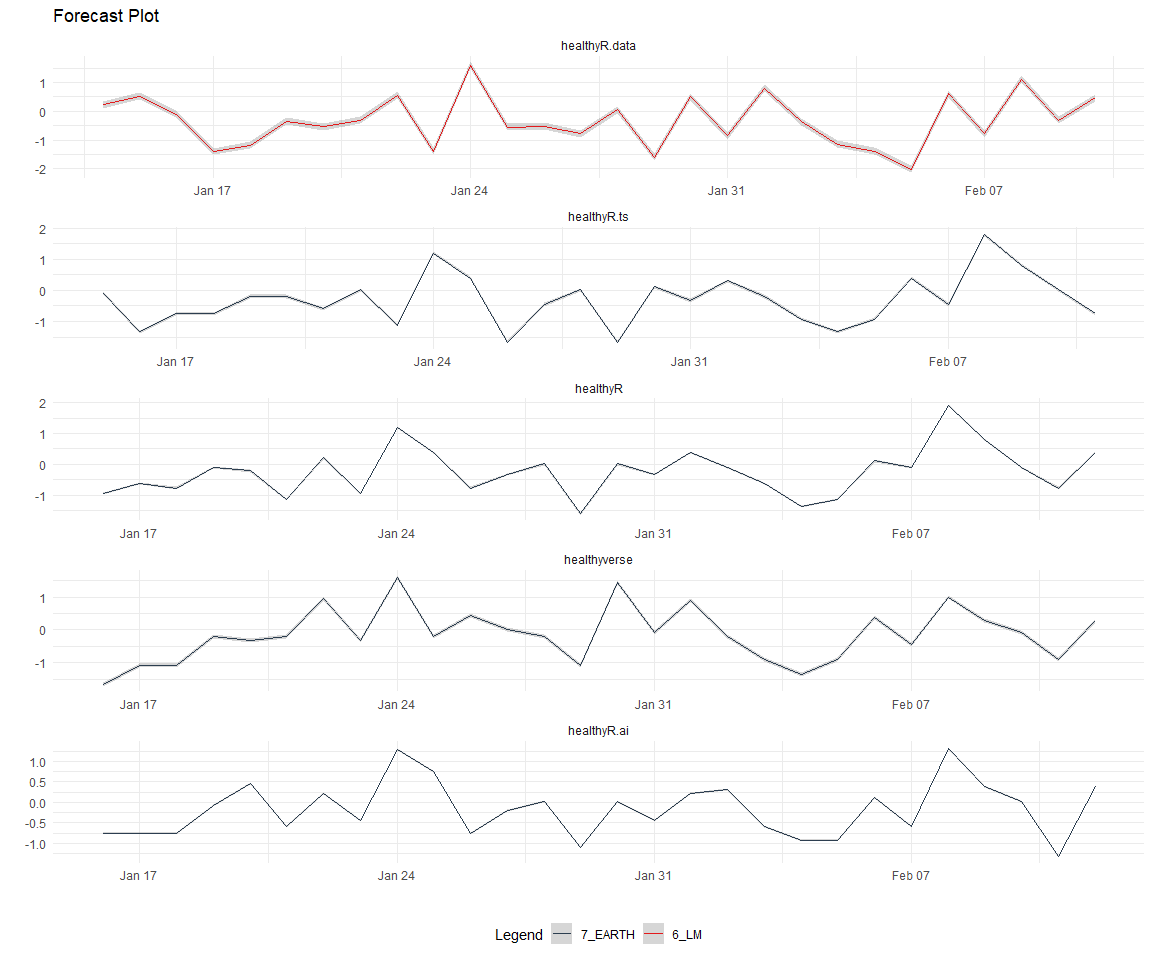 Forecast Plot
healthyR.data
1
0
-1
-2
Jan 17 Jan 24 Jan 31 Feb 07
healthyR.ts
2
1
0
-1
Jan 17 Jan 24 Jan 31 Feb 07
healthyR
2
1
0
-1
Jan 17 Jan 24 Jan 31 Feb 07
healthyverse
1
0
-1
Jan 17 Jan 24 Jan 31 Feb 07
healthyR.ai
1.0
0.5
0.0
-0.5
-1.0
Jan 17 Jan 24 Jan 31 Feb 07
Legend 7_EARTH 6_LM